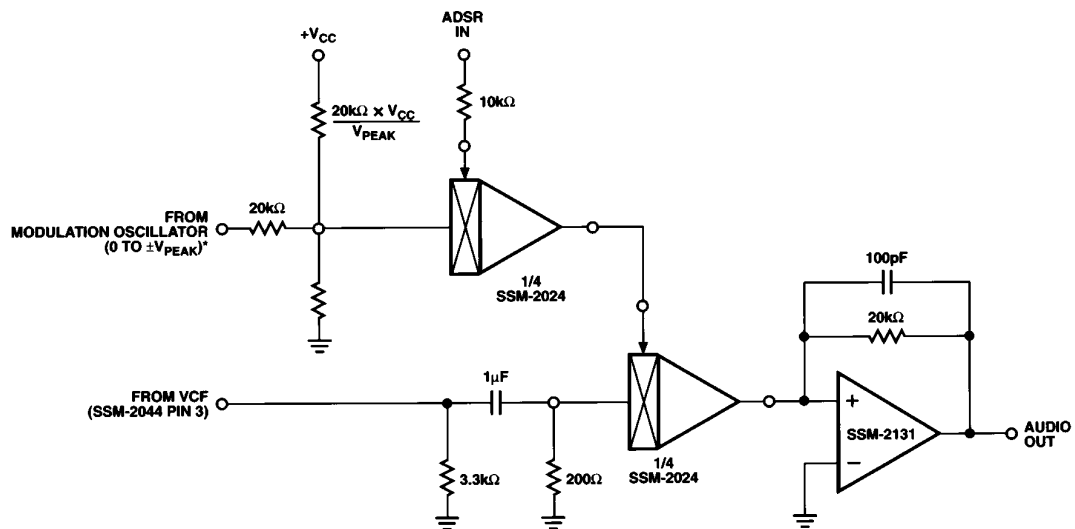 ADSR
IN
+VCC
20kΩ × VCC
VPEAK
10kΩ
FROM
MODULATION OSCILLATOR
(0 TO ±VPEAK)*
20kΩ
1/4
SSM-2024
100pF
20kΩ
FROM VCF
(SSM-2044 PIN 3)
1µF
3.3kΩ
200Ω
1/4
SSM-2024
+
SSM-2131
−
AUDIO
OUT